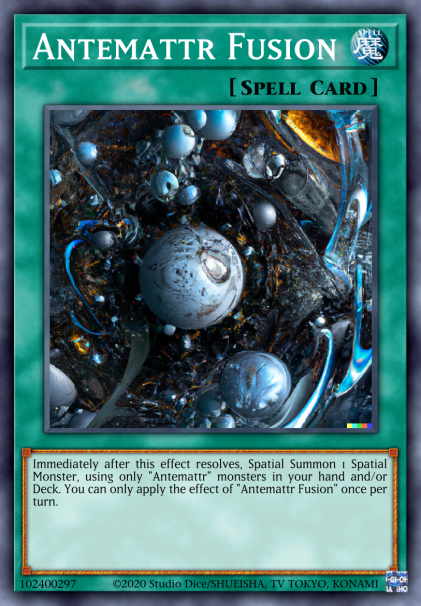 Antemattr Fusion
SPELL
魔
[Spell Card]
Immediately after this effect resolves, Spatial Summon 1 Spatial
Monster, using only "Antemattr" monsters in your hand and/or
Deck. You can only apply the effect of "Antemattr Fusion" once per
turn.
102400297
©2020 Studio Dice/SHUEISHA, TV TOKYO, KONAMI